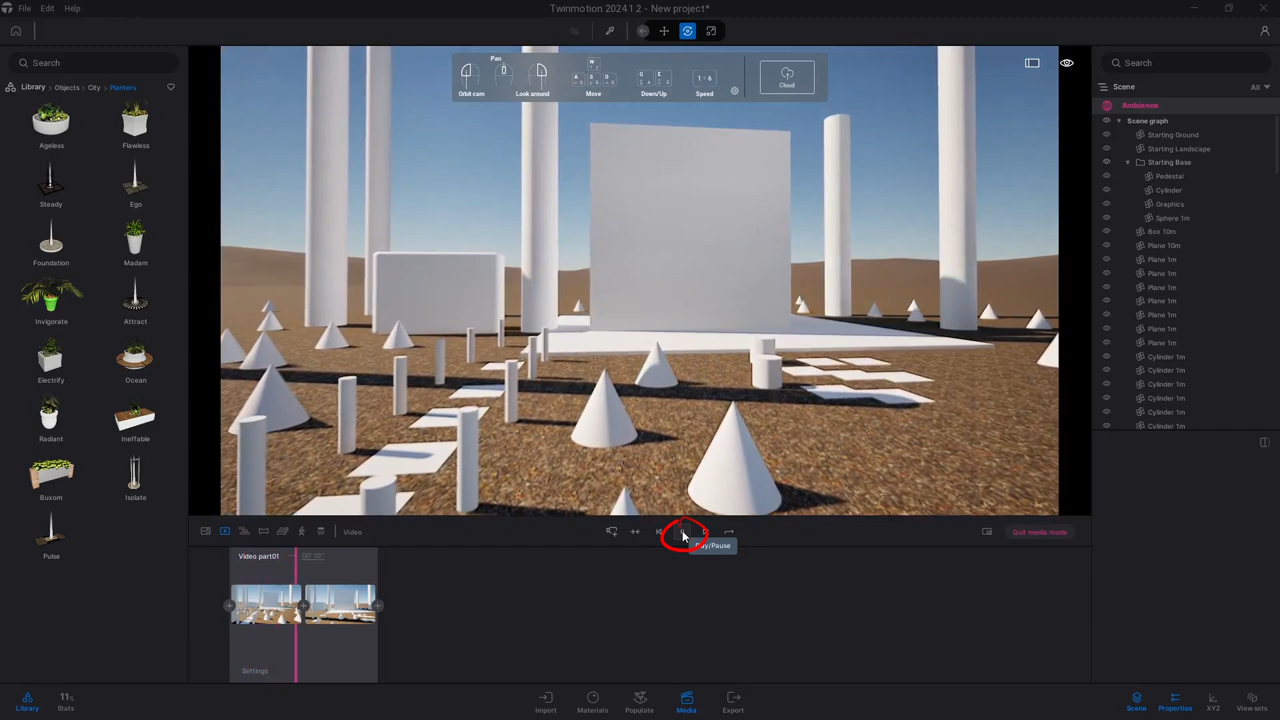 File Edit Help
Twinmotion 2024.1 2 - New project*
Search
Library Objects City Planters
Ageless Flawless
Steady Ego
Foundation Madam
Invigorate Attract
Electrify Ocean
Radiant Ineffable
Buxom Isolate
Pulse
Pan
W
A S D
Q E
1 ÷ 6
Cloud
Orbit cam Look around Move Down/Up Speed
Search
Scene All
Ambience
Scene graph
Starting Ground
Starting Landscape
Starting Base
Pedestal
Cylinder
Graphics
Sphere 1m
Box 10m
Plane 10m
Plane 1m
Plane 1m
Plane 1m
Plane 1m
Plane 1m
Plane 1m
Plane 1m
Cylinder 1m
Cylinder 1m
Cylinder 1m
Cylinder 1m
Cylinder 1m
Cylinder 1m
Video
Quit media mode
Video part01 00'10"
Settings
11%
Library Stats
Import Materials Populate Media Export
XYZ
Scene Properties View sets